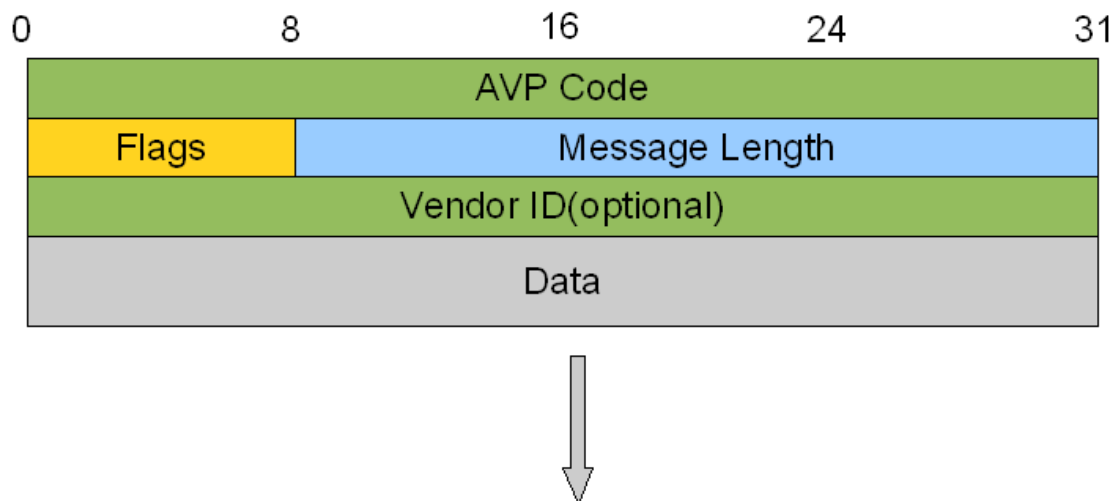 0 8 16 24 31
AVP Code
Flags Message Length
Vendor ID(optional)
Data